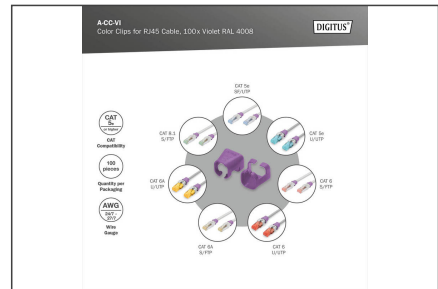 A-CC-VI
Color Clips for RJ45 Cable, 100x Violet RAL 4008
DIGITUS®
CAT 5e
SF/UTP
CAT 8.1
S/FTP
CAT 5e
U/UTP
CAT
5e
or higher
CAT
Compatibility
100
pieces
Quantity per
Packaging
AWG
24/7 -
27/7
Wire
Gauge
CAT 6A
U/UTP
CAT 6
S/FTP
CAT 6A
S/FTP
CAT 6
U/UTP